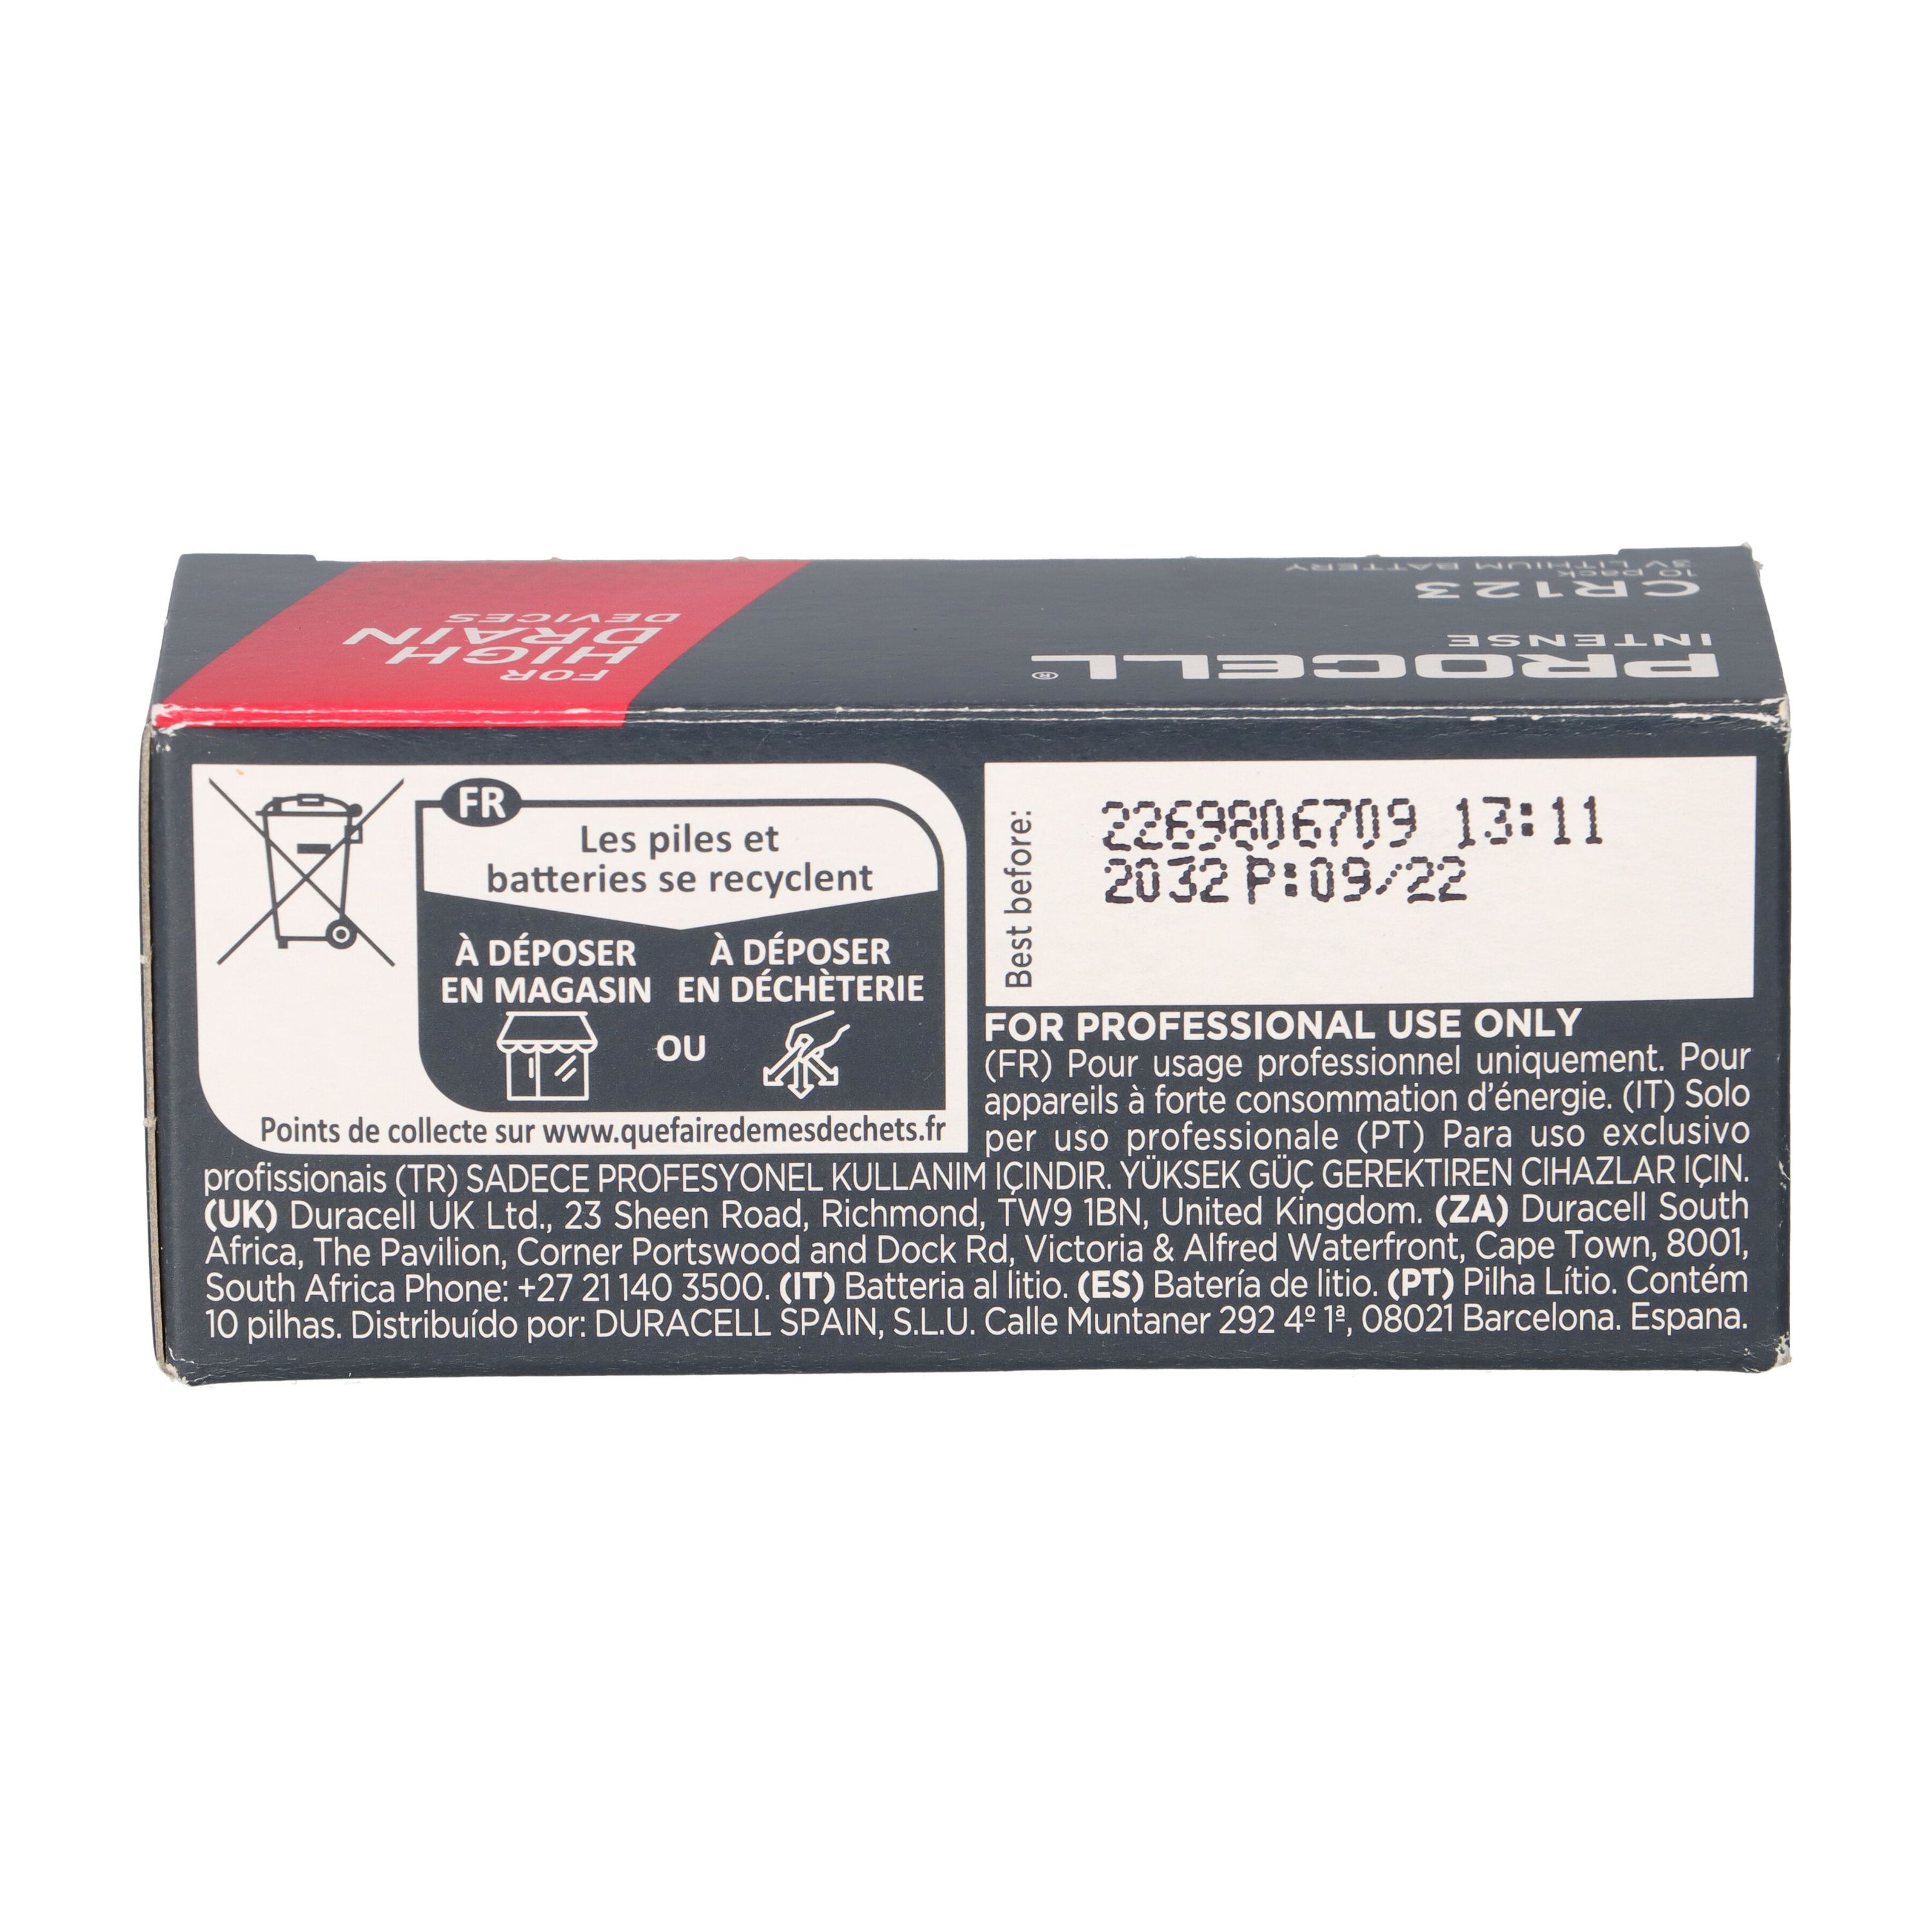 FOR
HIGH
DRAIN
DEVICES
PROCELL®
INTENSE
CR123
10 pack
3V LITHIUM BATTERY
FR
Les piles et
batteries se recyclent
À DÉPOSER
EN MAGASIN
OU
À DÉPOSER
EN DÉCHÈTERIE
Points de collecte sur www.quefairedemesdechets.fr
Best before:
2269806709 13:11
2032 P:09/22
FOR PROFESSIONAL USE ONLY
(FR) Pour usage professionnel uniquement. Pour
appareils à forte consommation d'énergie. (IT) Solo
per uso professionale (PT) Para uso exclusivo
profissionais (TR) SADECE PROFESYONEL KULLANIM IÇINDIR. YÜKSEK GÜÇ GEREKTIREN CIHAZLAR IÇIN.
(UK) Duracell UK Ltd., 23 Sheen Road, Richmond, TW9 1BN, United Kingdom. (ZA) Duracell South
Africa, The Pavilion, Corner Portswood and Dock Rd, Victoria & Alfred Waterfront, Cape Town, 8001,
South Africa Phone: +27 21 140 3500. (IT) Batteria al litio. (ES) Batería de litio. (PT) Pilha Lítio. Contém
10 pilhas. Distribuído por: DURACELL SPAIN, S.L.U. Calle Muntaner 292 4º 1ª, 08021 Barcelona. Espana.